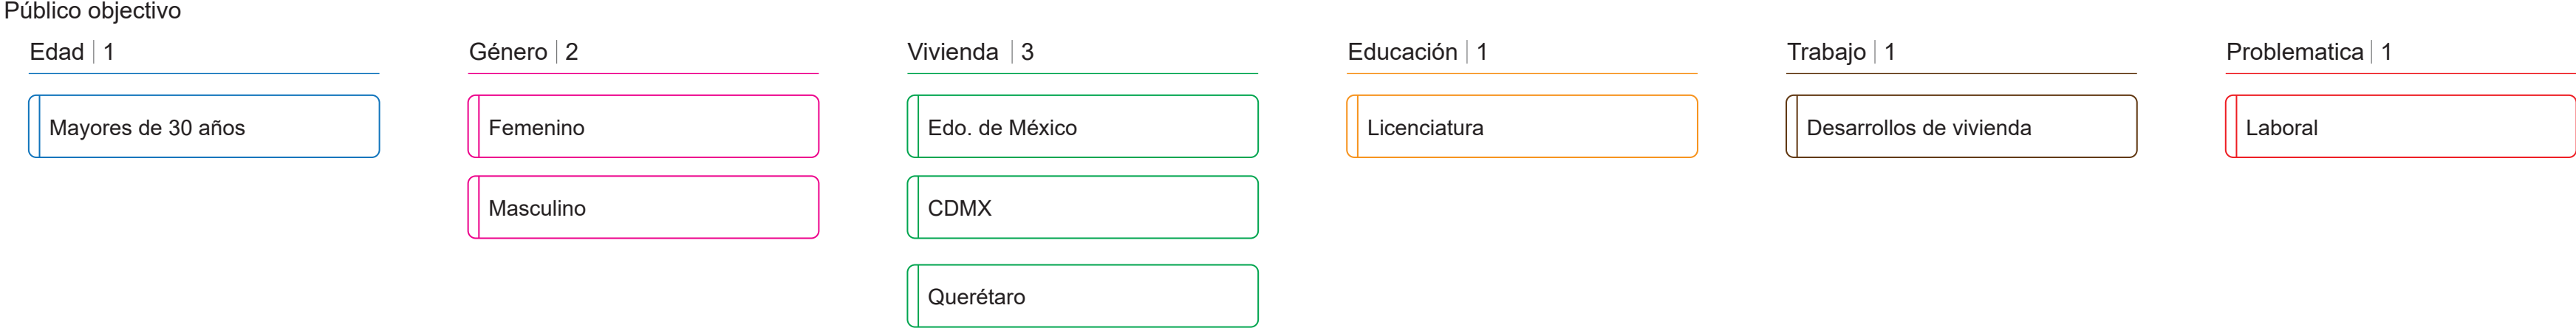 Público objectivo
Edad 1
Mayores de 30 años
Género 2
Femenino
Masculino
Vivienda 3
Edo. de México
CDMX
Querétaro
Educación 1
Licenciatura
Trabajo 1
Desarrollos de vivienda
Problematica 1
Laboral